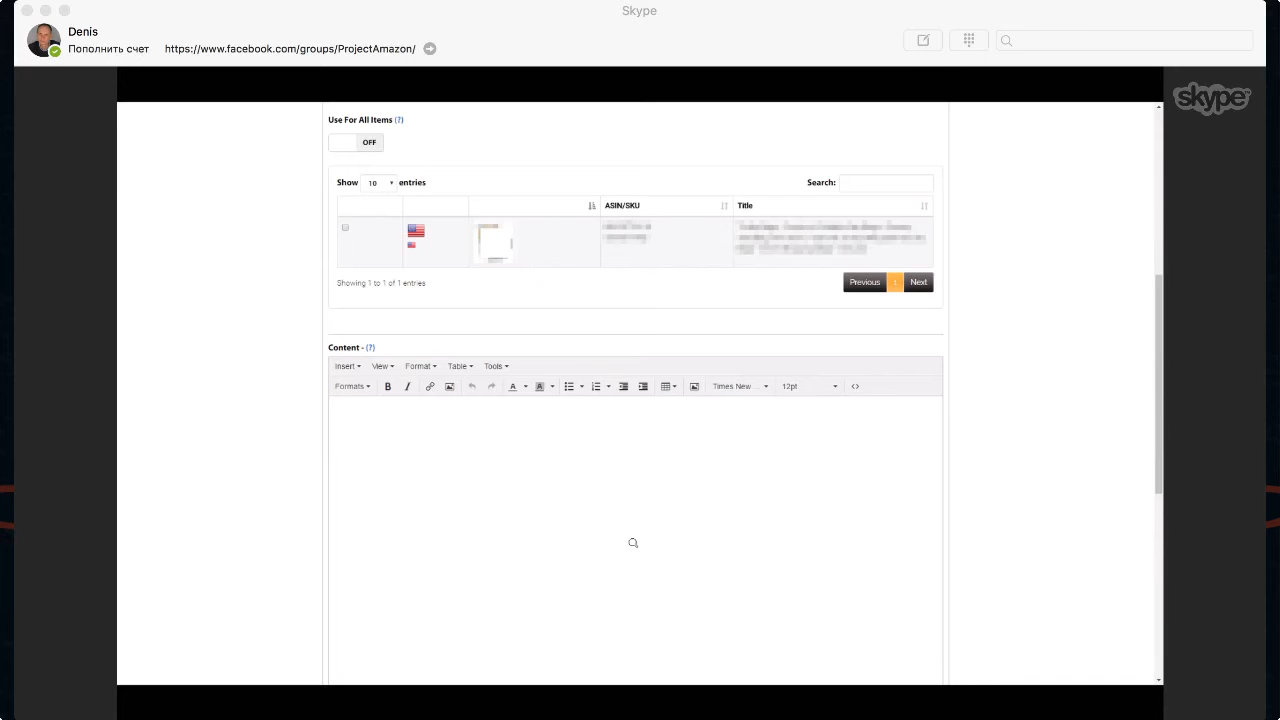 Skype
Denis
Пополнить счет https://www.facebook.com/groups/ProjectAmazon/
skype
Use For All Items (?)
OFF
Show 10 entries Search:
ASIN/SKU Title
Showing 1 to 1 of 1 entries Previous 1 Next
Content - (?)
Insert View Format Table Tools
Formats B I A A Times New ... 12pt <>